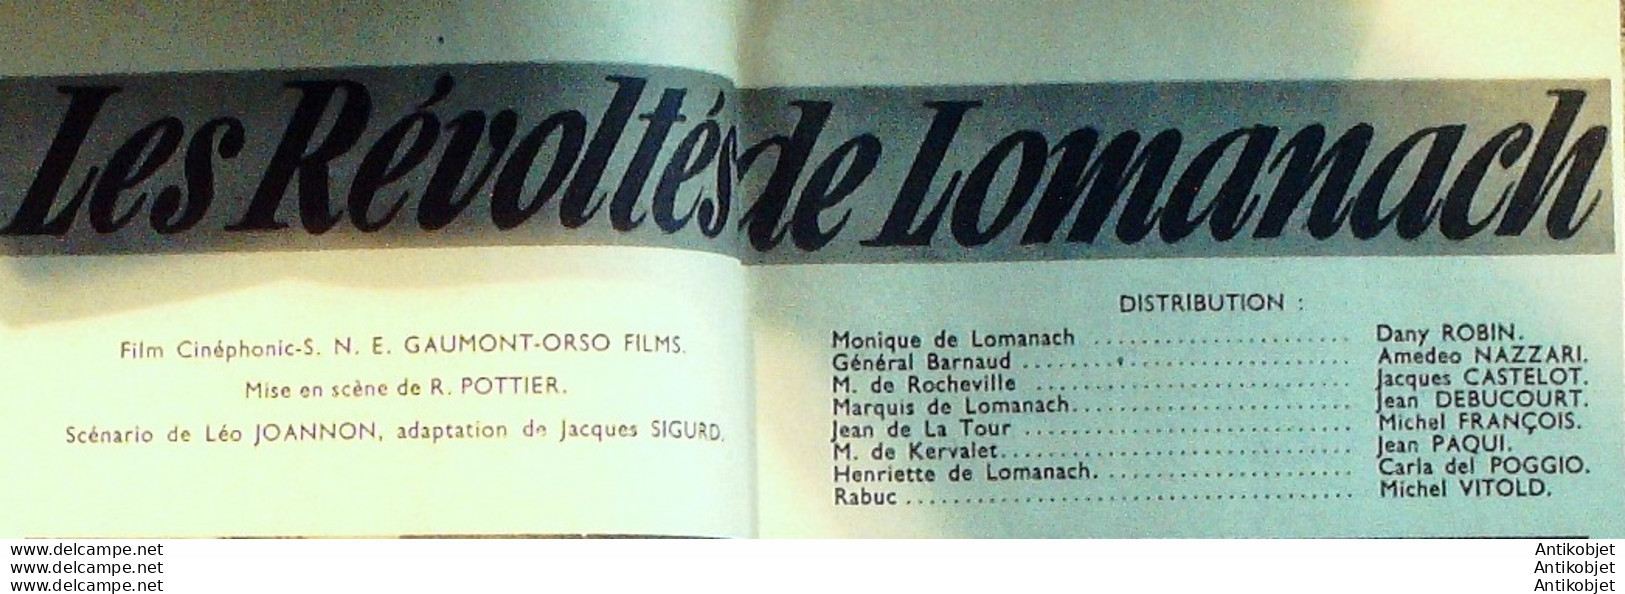 Les Révoltés de Lomanach
Film Cinéphonic-S. N. E. GAUMONT-ORSO FILMS.
Mise en scène de R. POTTIER.
Scénario de Léo JOANNON, adaptation de Jacques SIGURD.
DISTRIBUTION :
Monique de Lomanach ........................ Dany ROBIN.
Général Barnaud ............................ Amedeo NAZZARI.
M. de Rocheville ........................... Jacques CASTELOT.
Marquis de Lomanach........................ Jean DEBUCOURT.
Jean de La Tour ............................ Michel FRANÇOIS.
M. de Kervalet.............................. Jean PAQUI.
Henriette de Lomanach...................... Carla del POGGIO.
Rabuc ...................................... Michel VITOLD.
www.delcampe.net Antikobjet
www.delcampe.net Antikobjet
www.delcampe.net Antikobjet